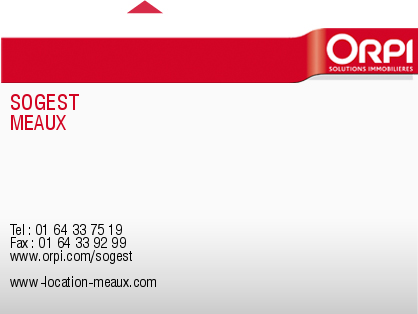 ORPI
SOLUTIONS IMMOBILIÈRES
SOGEST
MEAUX
Tel : 01 64 33 75 19
Fax : 01 64 33 92 99
www.orpi.com/sogest
www-location-meaux.com